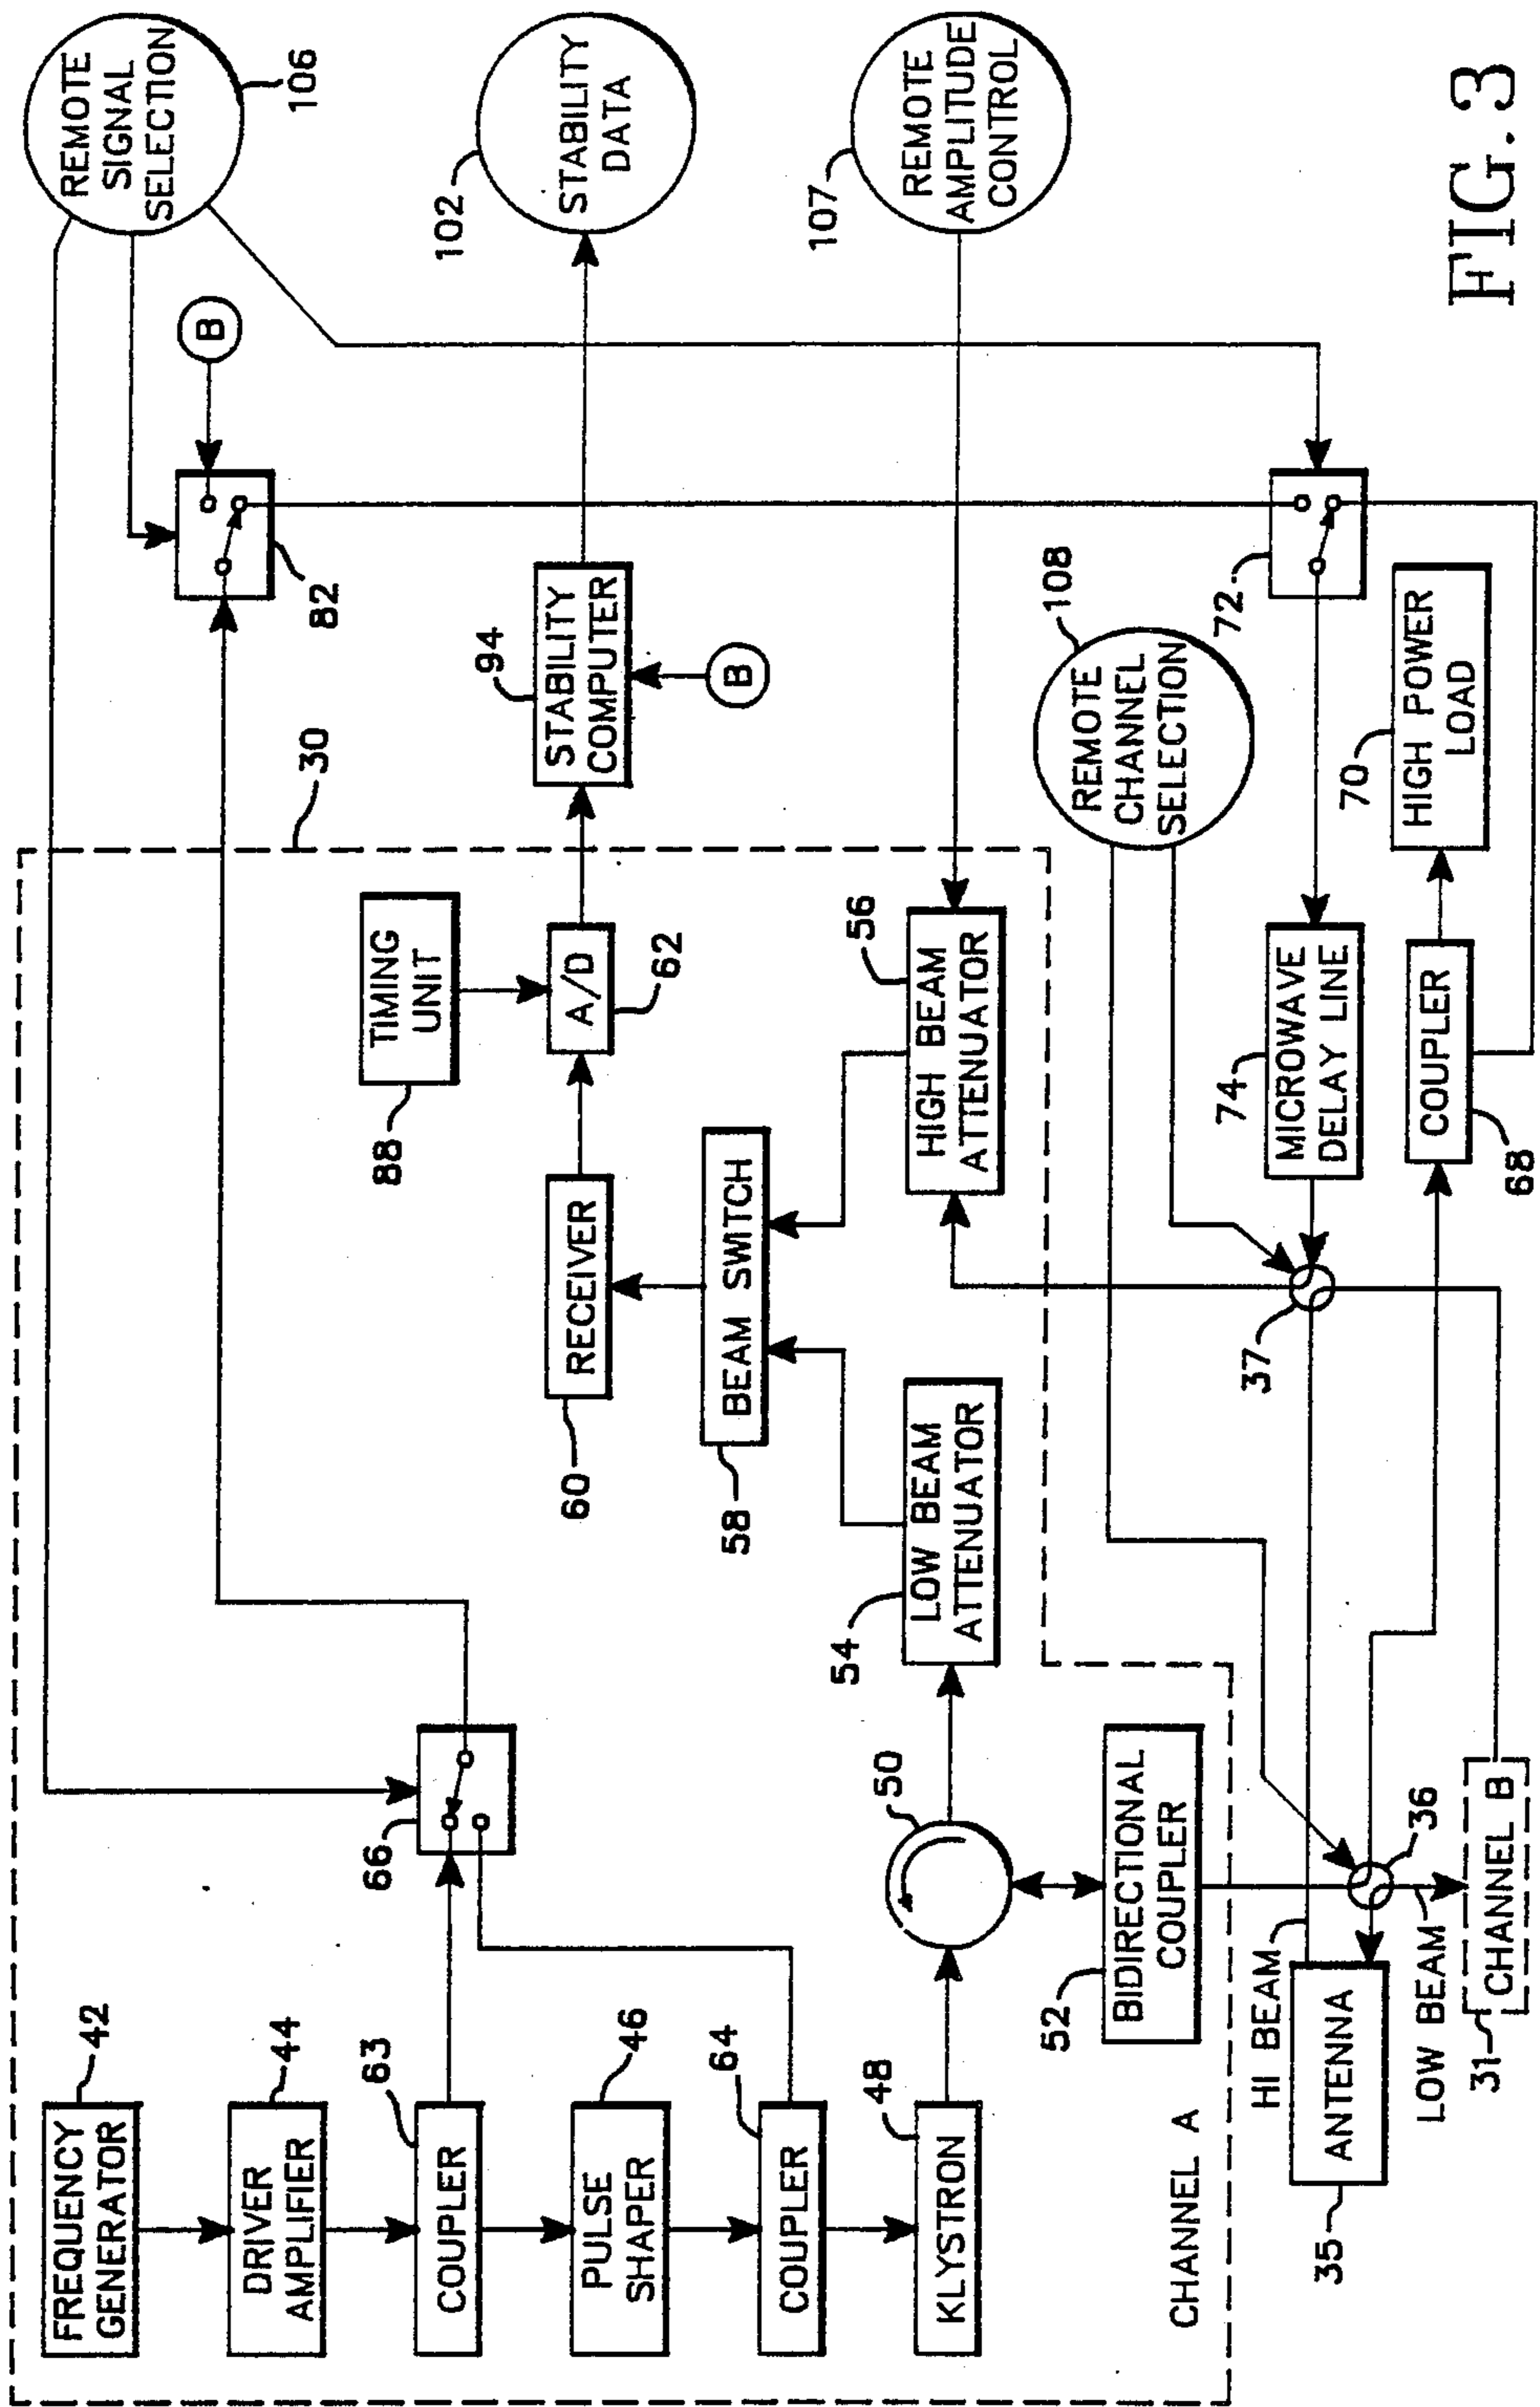 FREQUENCY
GENERATOR
42
DRIVER
AMPLIFIER
44
COUPLER
63
PULSE
SHAPER
46
COUPLER
64
KLYSTRON
48
CHANNEL A
66
50
BIDIRECTIONAL
COUPLER
52
LOW BEAM
ATTENUATOR
54
BEAM SWITCH
58
RECEIVER
60
HIGH BEAM
ATTENUATOR
56
TIMING
UNIT
88
A/D
62
30
STABILITY
COMPUTER
94
B
82
B
REMOTE
SIGNAL
SELECTION
106
STABILITY
DATA
102
REMOTE
AMPLITUDE
CONTROL
107
REMOTE
CHANNEL
SELECTION
108
72
MICROWAVE
DELAY LINE
74
HIGH POWER
LOAD
70
COUPLER
68
37
36
HI BEAM
ANTENNA
35
LOW BEAM
CHANNEL B
31
FIG. 3